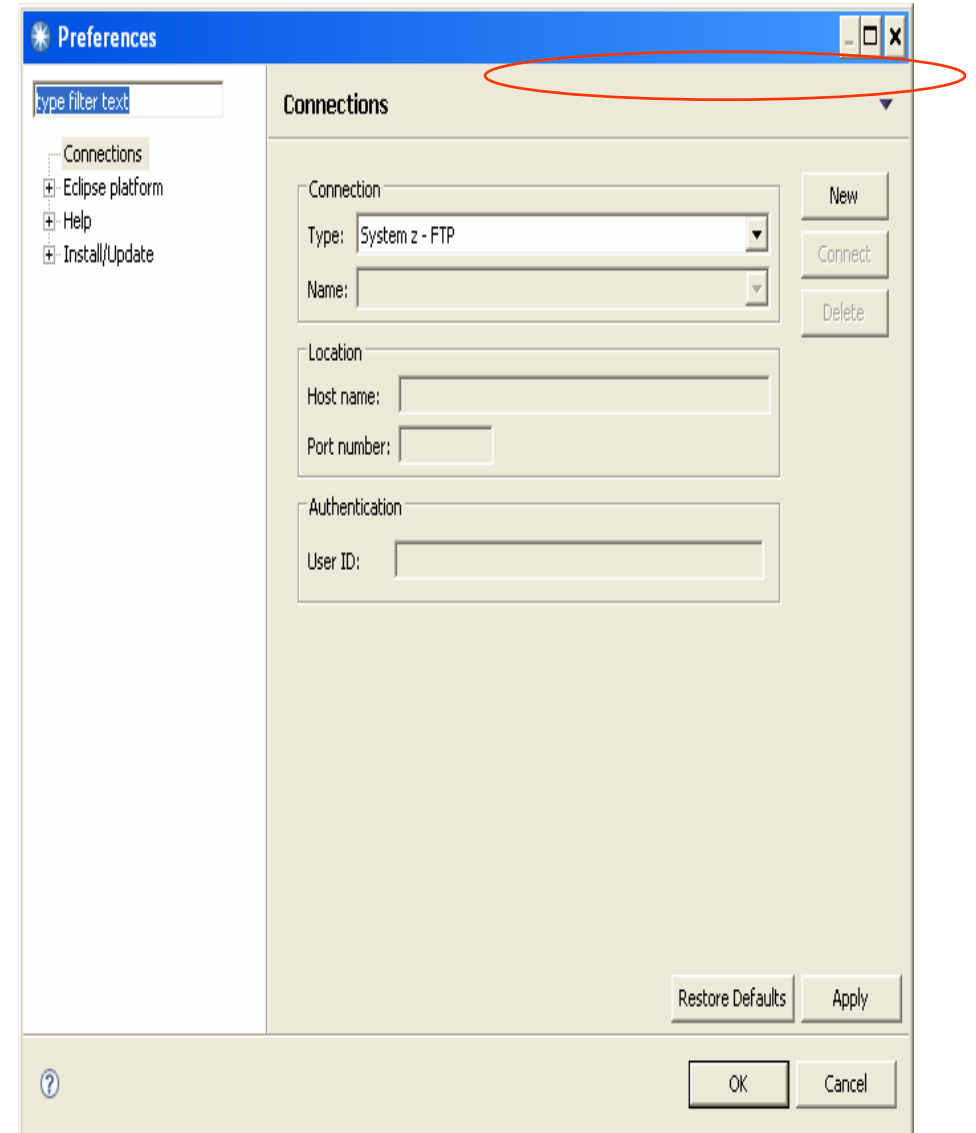 Preferences
type filter text
Connections
Eclipse platform
Help
Install/Update
Connections
Connection
Type: System z - FTP
Name:
New
Connect
Delete
Location
Host name:
Port number:
Authentication
User ID:
Restore Defaults Apply
OK Cancel